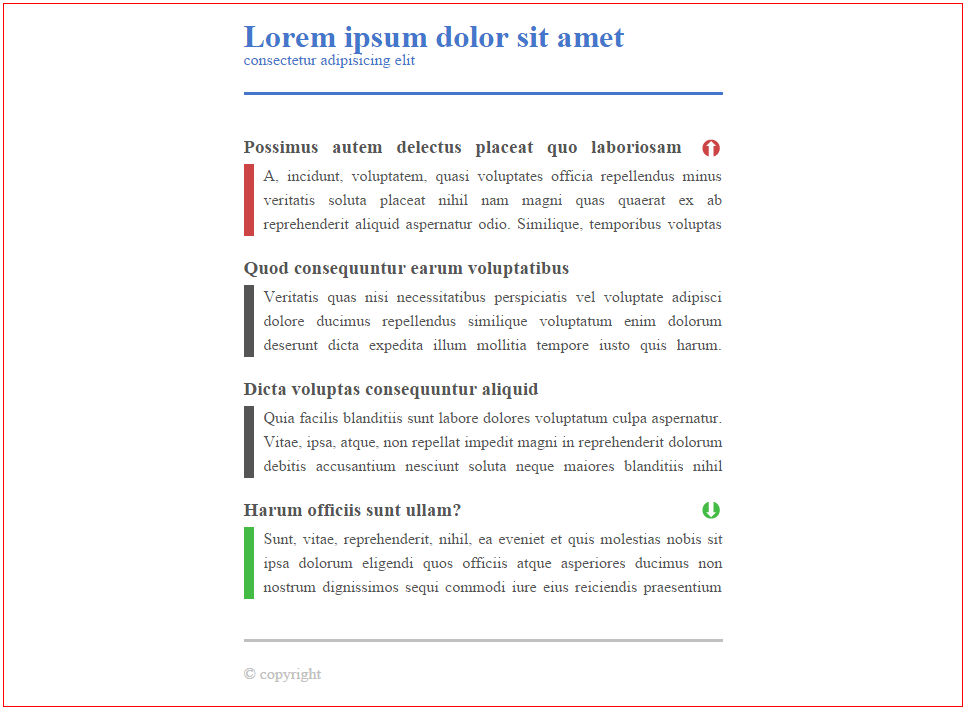 Lorem ipsum dolor sit amet
consectetur adipisicing elit
Possimus autem delectus placeat quo laboriosam
A, incidunt, voluptatem, quasi voluptates officia repellendus minus
veritatis soluta placeat nihil nam magni quas quaerat ex ab
reprehenderit aliquid aspernatur odio. Similique, temporibus voluptas
Quod consequuntur earum voluptatibus
Veritatis quas nisi necessitatibus perspiciatis vel voluptate adipisci
dolore ducimus repellendus similique voluptatum enim dolorum
deserunt dicta expedita illum mollitia tempore iusto quis harum.
Dicta voluptas consequuntur aliquid
Quia facilis blanditiis sunt labore dolores voluptatum culpa aspernatur.
Vitae, ipsa, atque, non repellat impedit magni in reprehenderit dolorum
debitis accusantium nesciunt soluta neque maiores blanditiis nihil
Harum officiis sunt ullam?
Sunt, vitae, reprehenderit, nihil, ea eveniet et quis molestias nobis sit
ipsa dolorum eligendi quos officiis atque asperiores ducimus non
nostrum dignissimos sequi commodi iure eius reiciendis praesentium
© copyright